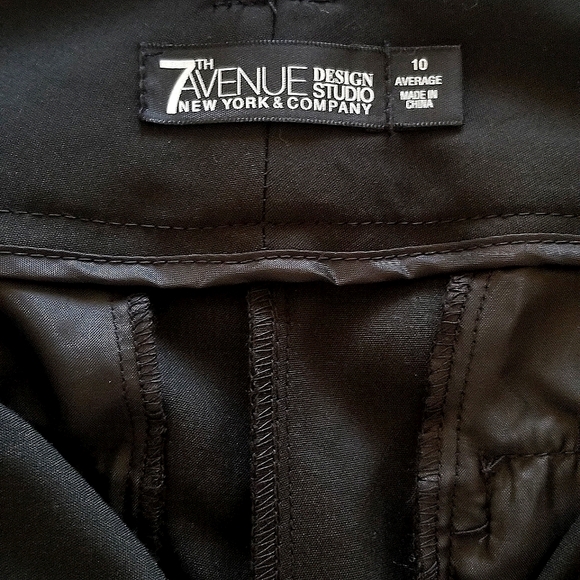 7TH AVENUE DESIGN STUDIO
NEW YORK & COMPANY
10
AVERAGE
MADE IN
CHINA